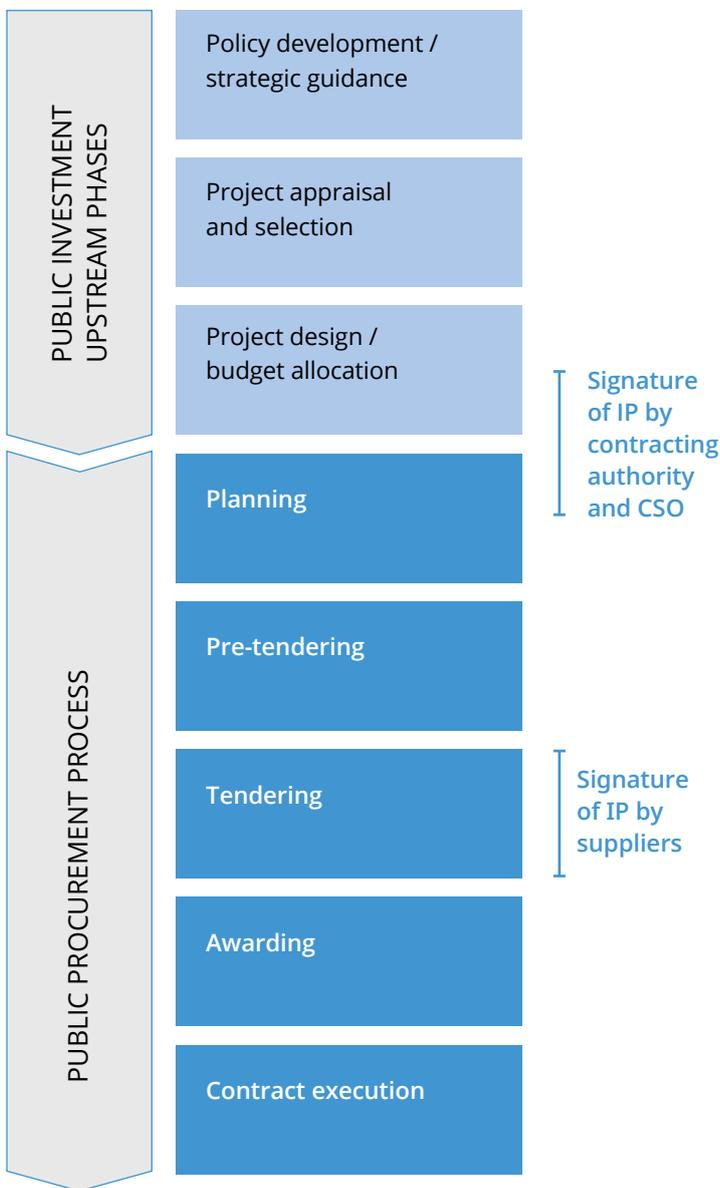 PUBLIC INVESTMENT
UPSTREAM PHASES
Policy development /
strategic guidance
Project appraisal
and selection
Project design /
budget allocation
Signature
of IP by
contracting
authority
and CSO
PUBLIC PROCUREMENT PROCESS
Planning
Pre-tendering
Tendering
Signature
of IP by
suppliers
Awarding
Contract execution